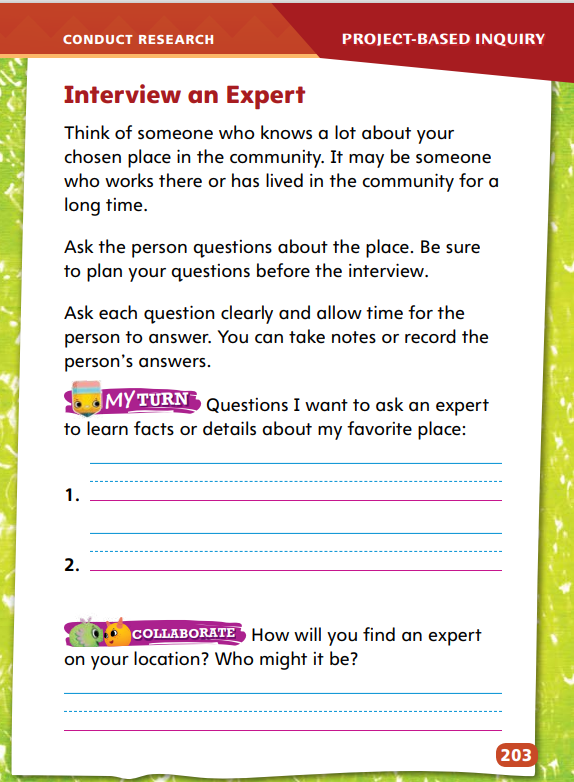 CONDUCT RESEARCH
PROJECT-BASED INQUIRY
Interview an Expert
Think of someone who knows a lot about your
chosen place in the community. It may be someone
who works there or has lived in the community for a
long time.
Ask the person questions about the place. Be sure
to plan your questions before the interview.
Ask each question clearly and allow time for the
person to answer. You can take notes or record the
person’s answers.
MY TURN Questions I want to ask an expert
to learn facts or details about my favorite place:
1.
2.
COLLABORATE How will you find an expert
on your location? Who might it be?
203